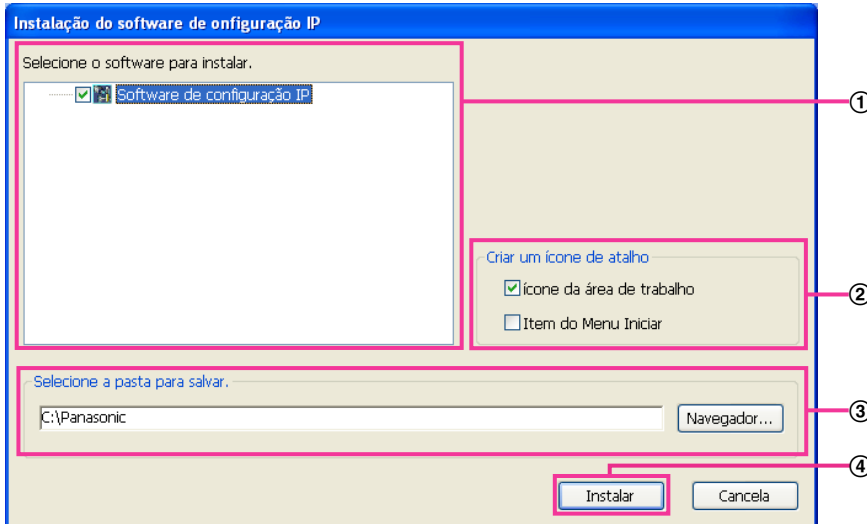 Instalação do software de onfiguração IP
Selecione o software para instalar.
Software de configuração IP
①
Criar um ícone de atalho
ícone da área de trabalho
②
Item do Menu Iniciar
Selecione a pasta para salvar.
C:\Panasonic
Navegador...
③
④
Instalar
Cancela